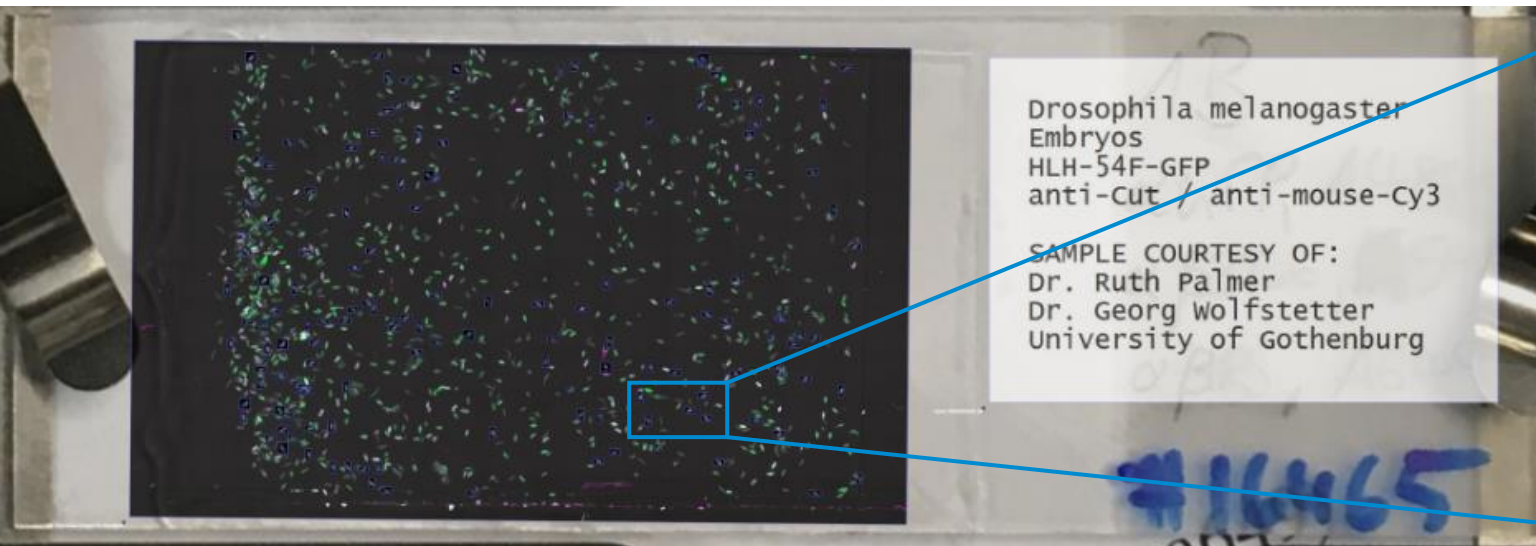 Drosophila melanogaster
Embryos
HLH-54F-GFP
anti-Cut / anti-mouse-Cy3
SAMPLE COURTESY OF:
Dr. Ruth Palmer
Dr. Georg Wolfstetter
University of Gothenburg
#16465